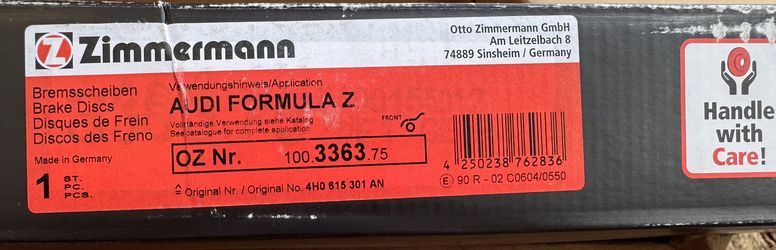 Z Zimmermann
Otto Zimmermann GmbH
Am Leitzelbach 8
74889 Sinsheim / Germany
Bremsscheiben
Brake Discs
Disques de Frein
Discos des Freno
Made in Germany
1 ST.
PC.
PCS.
Verwendungshinweis/Application
AUDI FORMULA Z
Vollständige Verwendung siehe Katalog
See catalogue for complete application
FRONT
OZ Nr. 100.3363.75
≙ Original Nr. / Original No. 4H0 615 301 AN
4 250238 762836
E 90 R - 02 C0604/0550
Handle
with
Care!